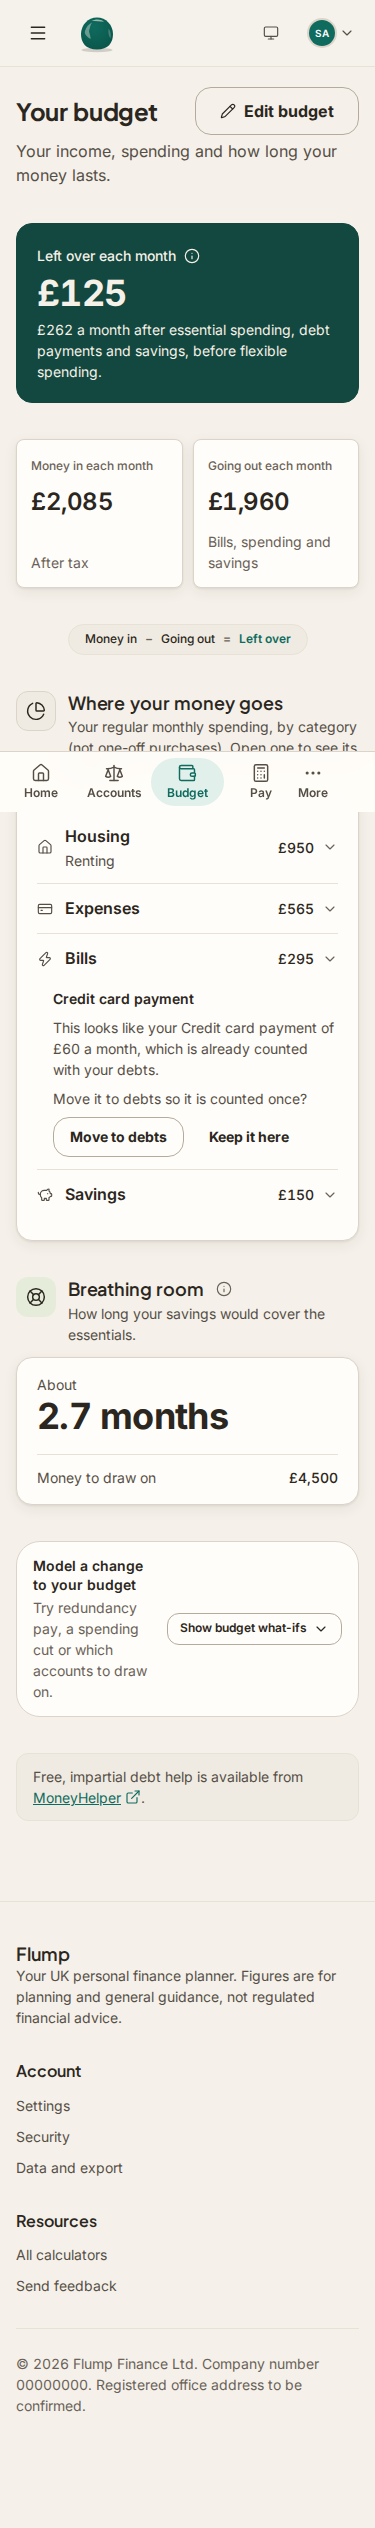 SA
Your budget
Edit budget
Your income, spending and how long your
money lasts.
Left over each month
£125
£262 a month after essential spending, debt
payments and savings, before flexible
spending.
Money in each month
£2,085
After tax
Going out each month
£1,960
Bills, spending and
savings
Money in – Going out = Left over
Where your money goes
Your regular monthly spending, by category
(not one-off purchases). Open one to see its
Home
Accounts
Budget
Pay
More
Housing
Renting
£950
Expenses
£565
Bills
£295
Credit card payment
This looks like your Credit card payment of
£60 a month, which is already counted
with your debts.
Move it to debts so it is counted once?
Move to debts
Keep it here
Savings
£150
Breathing room
How long your savings would cover the
essentials.
About
2.7 months
Money to draw on
£4,500
Model a change
to your budget
Try redundancy
pay, a spending
cut or which
accounts to draw
on.
Show budget what-ifs
Free, impartial debt help is available from
MoneyHelper .
Flump
Your UK personal finance planner. Figures are for
planning and general guidance, not regulated
financial advice.
Account
Settings
Security
Data and export
Resources
All calculators
Send feedback
© 2026 Flump Finance Ltd. Company number
00000000. Registered office address to be
confirmed.